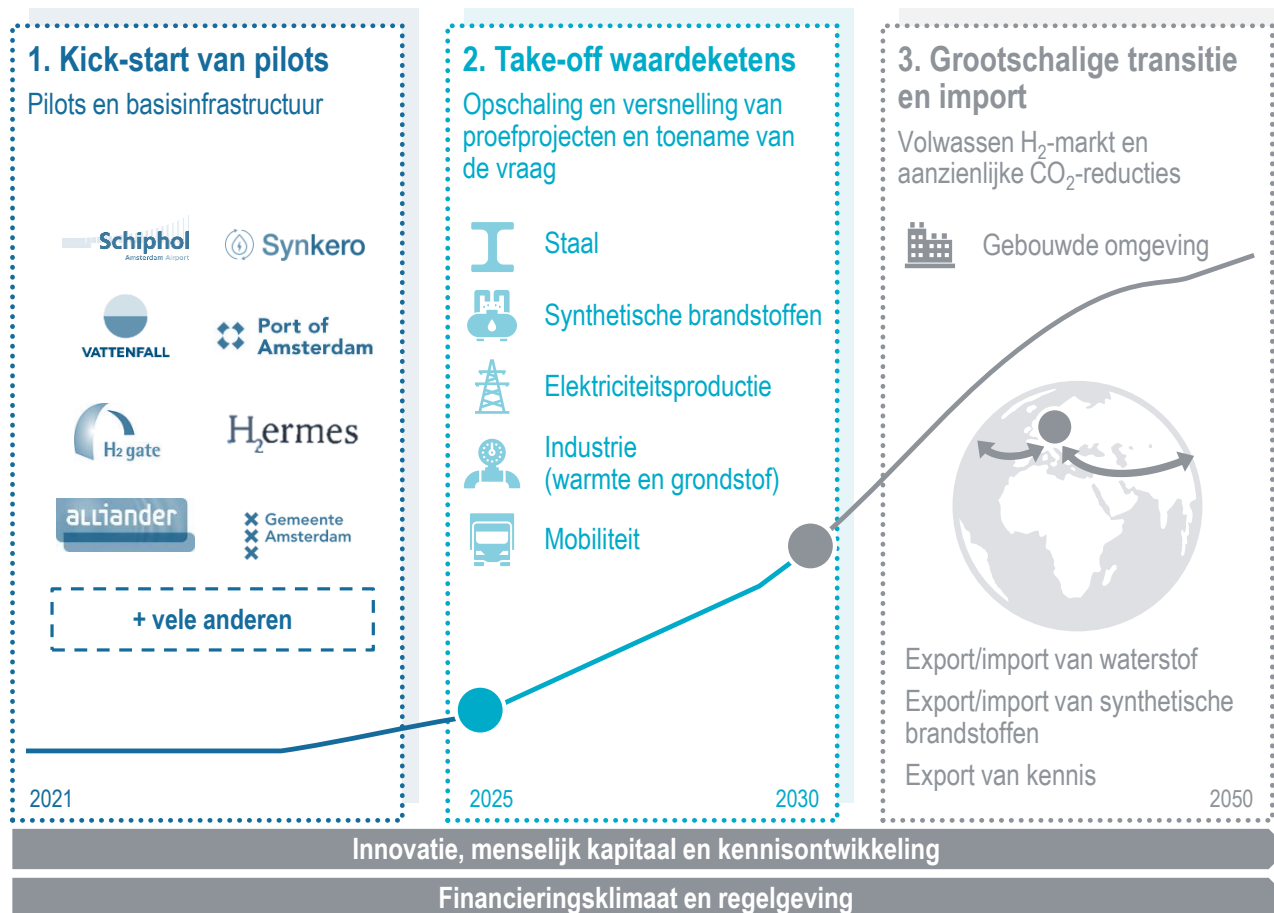 1. Kick-start van pilots
Pilots en basisinfrastructuur
Schiphol
Amsterdam Airport
Synkero
VATTENFALL
Port of
Amsterdam
H2 gate
H2ermes
alliander
Gemeente
Amsterdam
+ vele anderen
2021
2. Take-off waardeketens
Opschaling en versnelling van
proefprojecten en toename van
de vraag
Staal
Synthetische brandstoffen
Elektriciteitsproductie
Industrie
(warmte en grondstof)
Mobiliteit
2025
2030
3. Grootschalige transitie
en import
Volwassen H2-markt en
aanzienlijke CO2-reducties
Gebouwde omgeving
Export/import van waterstof
Export/import van synthetische
brandstoffen
Export van kennis
2050
Innovatie, menselijk kapitaal en kennisontwikkeling
Financieringsklimaat en regelgeving